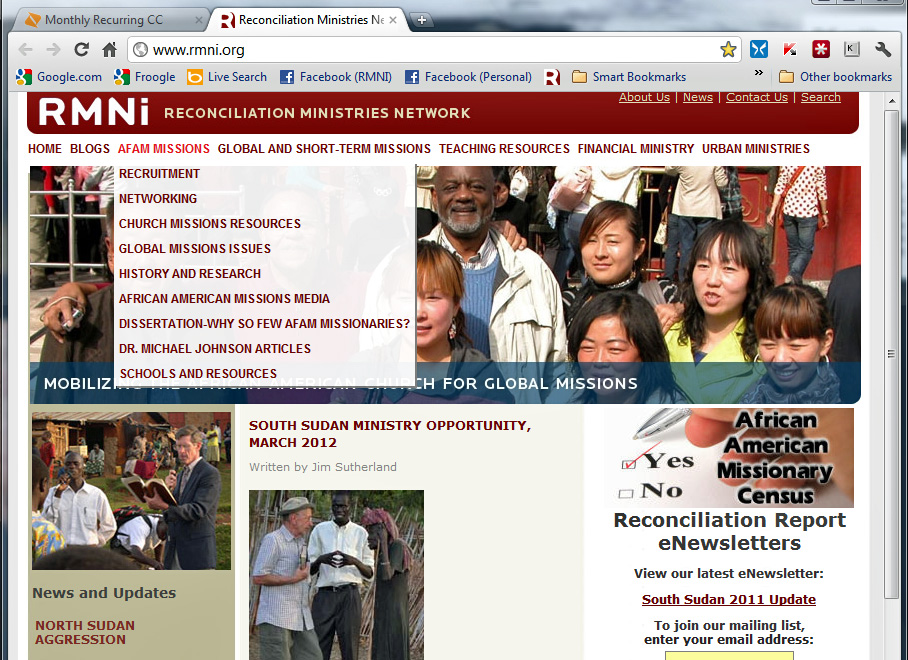 Monthly Recurring CC
Reconciliation Ministries Ne
www.rmni.org
Google.com Froogle Live Search Facebook (RMNI) Facebook (Personal) Smart Bookmarks » Other bookmarks
RMNi RECONCILIATION MINISTRIES NETWORK
About Us | News | Contact Us | Search
HOME BLOGS AFAM MISSIONS GLOBAL AND SHORT-TERM MISSIONS TEACHING RESOURCES FINANCIAL MINISTRY URBAN MINISTRIES
RECRUITMENT
NETWORKING
CHURCH MISSIONS RESOURCES
GLOBAL MISSIONS ISSUES
HISTORY AND RESEARCH
AFRICAN AMERICAN MISSIONS MEDIA
DISSERTATION-WHY SO FEW AFAM MISSIONARIES?
DR. MICHAEL JOHNSON ARTICLES
SCHOOLS AND RESOURCES
MOBILIZING THE AFRICAN AMERICAN CHURCH FOR GLOBAL MISSIONS
News and Updates
NORTH SUDAN
AGGRESSION
SOUTH SUDAN MINISTRY OPPORTUNITY,
MARCH 2012
Written by Jim Sutherland
Yes
No
African
American
Missionary
Census
Reconciliation Report
eNewsletters
View our latest eNewsletter:
South Sudan 2011 Update
To join our mailing list,
enter your email address: